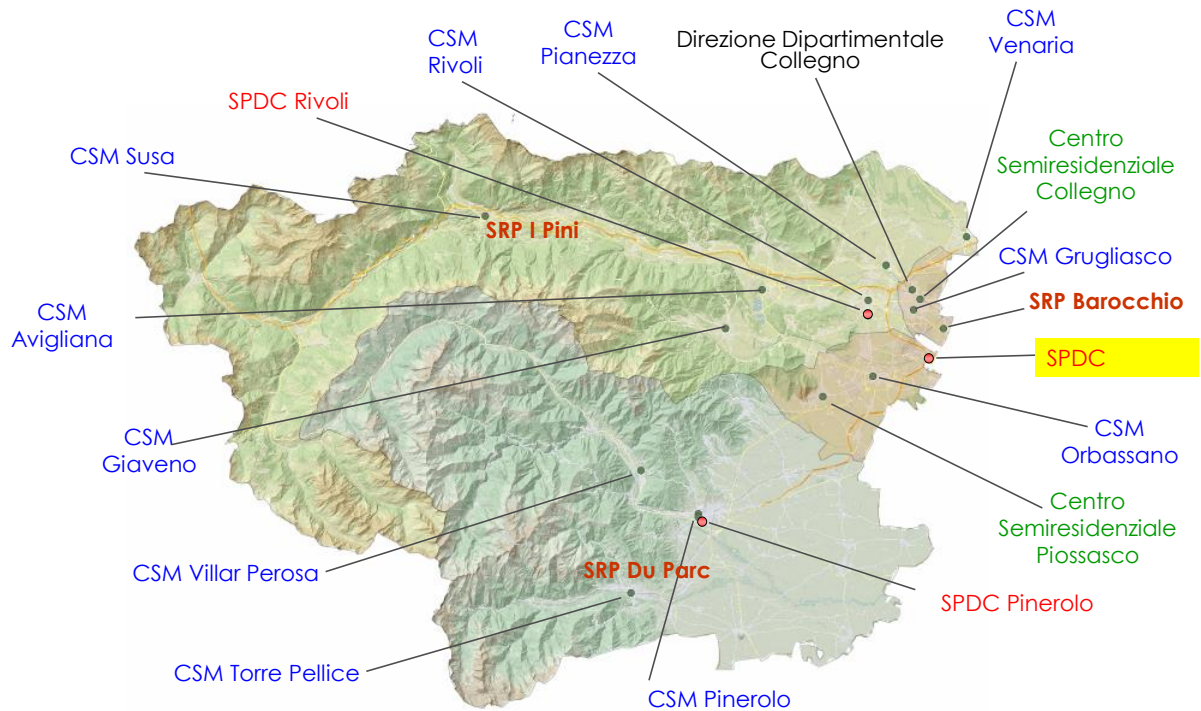 CSM
Venaria
CSM
Pianezza
Direzione Dipartimentale
Collegno
CSM
Rivoli
SPDC Rivoli
Centro
Semiresidenziale
Collegno
CSM Susa
SRP I Pini
CSM Grugliasco
SRP Barocchio
CSM
Avigliana
SPDC
CSM
Giaveno
CSM
Orbassano
Centro
Semiresidenziale
Piossasco
CSM Villar Perosa
SRP Du Parc
SPDC Pinerolo
CSM Torre Pellice
CSM Pinerolo